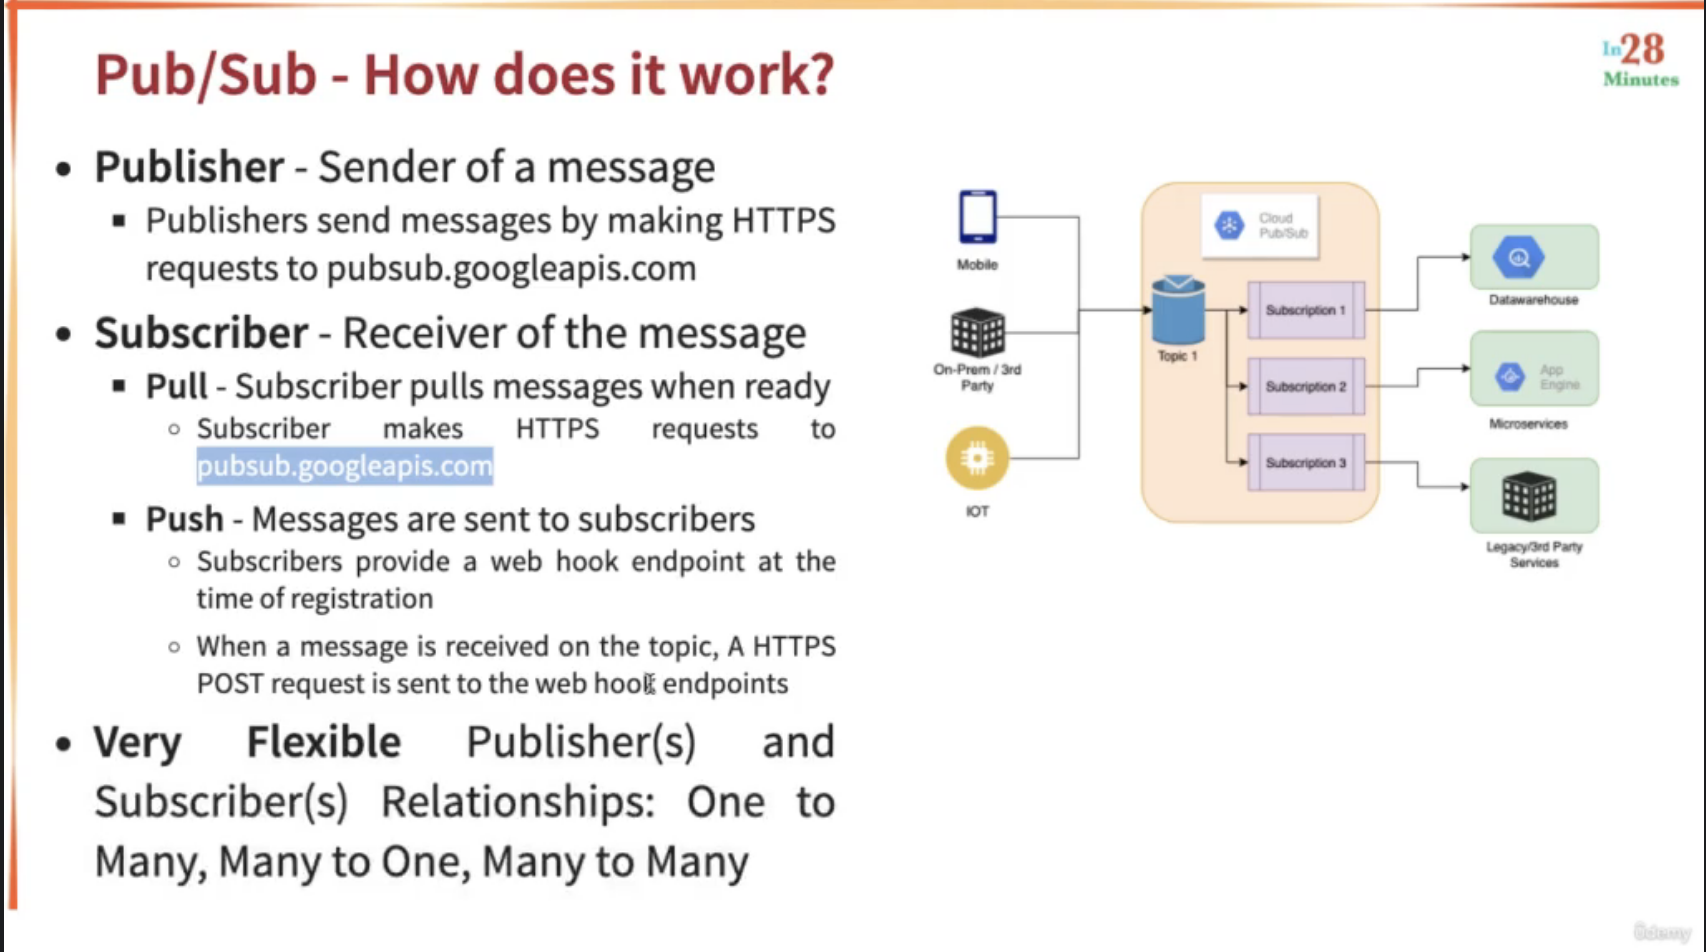 Pub/Sub - How does it work?
In28
Minutes
• Publisher - Sender of a message
▪ Publishers send messages by making HTTPS
requests to pubsub.googleapis.com
• Subscriber - Receiver of the message
▪ Pull - Subscriber pulls messages when ready
○ Subscriber makes HTTPS requests to
pubsub.googleapis.com
▪ Push - Messages are sent to subscribers
○ Subscribers provide a web hook endpoint at the
time of registration
○ When a message is received on the topic, A HTTPS
POST request is sent to the web hook endpoints
• Very Flexible Publisher(s) and
Subscriber(s) Relationships: One to
Many, Many to One, Many to Many
Mobile
On-Prem / 3rd
Party
IOT
Cloud
Pub/Sub
Topic 1
Subscription 1
Subscription 2
Subscription 3
Datawarehouse
App
Engine
Microservices
Legacy/3rd Party
Services
ûdemy